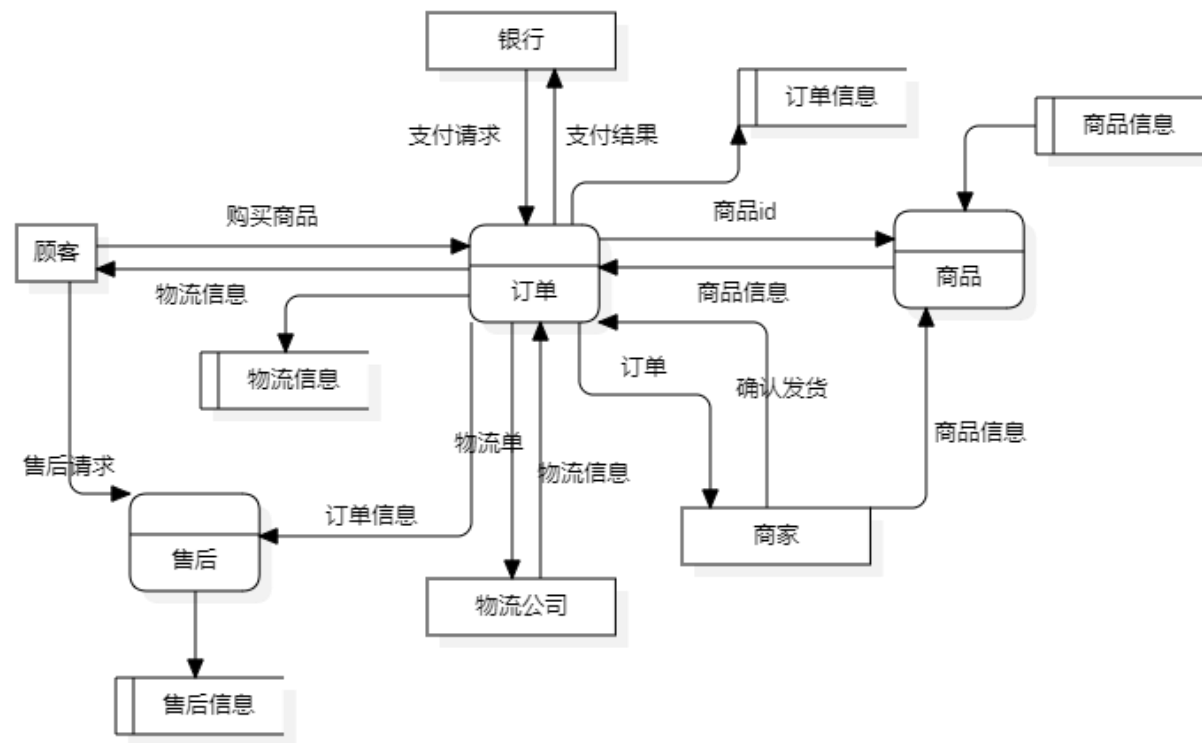 银行
订单信息
商品信息
支付请求
支付结果
购买商品
商品id
顾客
商品
订单
物流信息
商品信息
物流信息
订单
确认发货
商品信息
物流单
售后请求
物流信息
订单信息
商家
售后
物流公司
售后信息